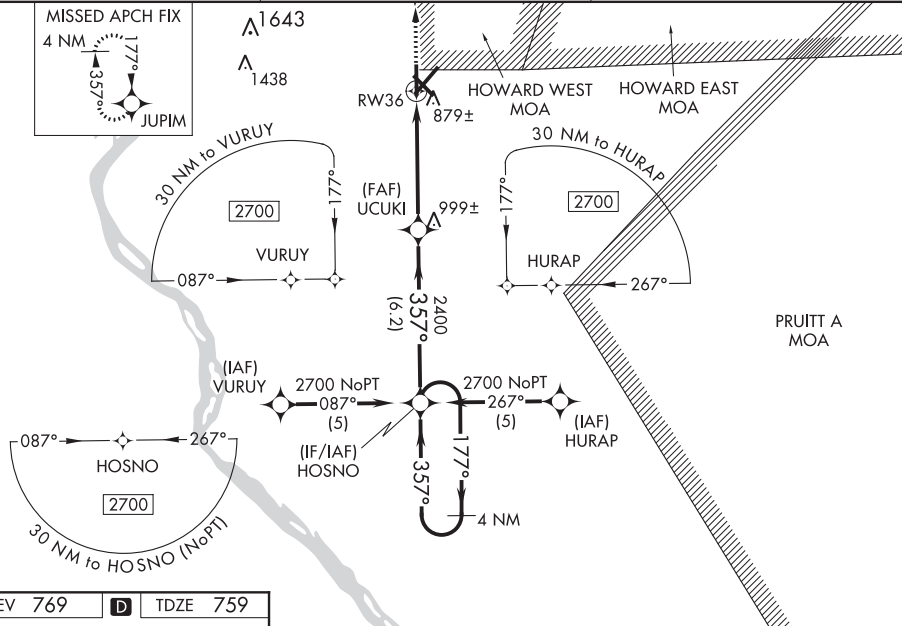 MISSED APCH FIX
4 NM
177°
357°
JUPIM
1643
1438
RW36
879±
HOWARD WEST
MOA
HOWARD EAST
MOA
30 NM to VURUY
2700
177°
VURUY
087°
(FAF)
UCUKI
999±
30 NM to HURAP
177°
2700
HURAP
267°
357°
(6.2)
2400
PRUITT A
MOA
(IAF)
VURUY
2700 NoPT
087°
(5)
2700 NoPT
267°
(5)
(IAF)
HURAP
(IF/IAF)
HOSNO
357°
177°
4 NM
087°
267°
HOSNO
2700
30 NM to HOSNO (NoPT)
EV 769
D
TDZE 759